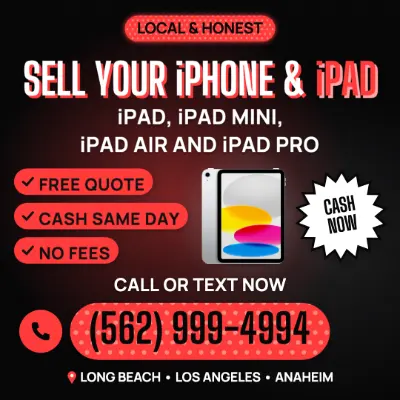 LOCAL & HONEST
SELL YOUR iPHONE & iPAD
iPAD, iPAD MINI,
iPAD AIR AND iPAD PRO
FREE QUOTE
CASH SAME DAY
NO FEES
CASH
NOW
CALL OR TEXT NOW
(562) 999-4994
LONG BEACH • LOS ANGELES • ANAHEIM